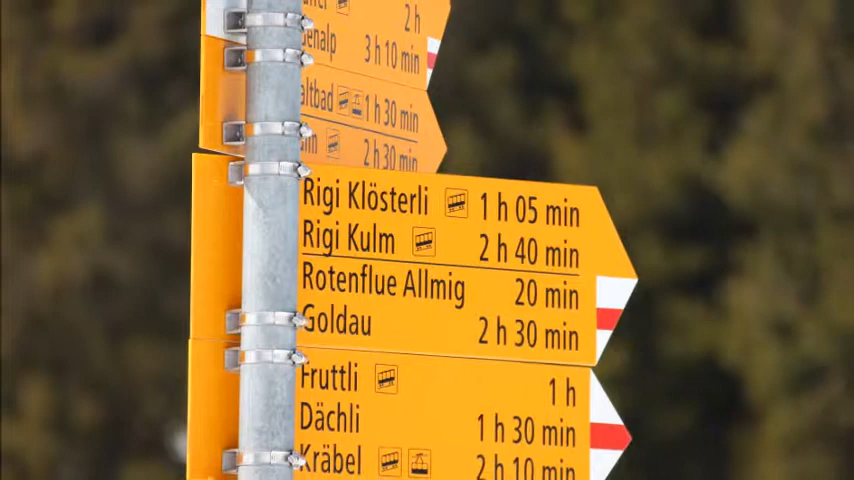 2 h
3 h 10 min
1 h 30 min
2 h 30 min
Rigi Klösterli 1 h 05 min
Rigi Kulm 2 h 40 min
Rotenflue Allmig 20 min
Goldau 2 h 30 min
Fruttli 1 h
Dächli 1 h 30 min
Kräbel 2 h 10 min